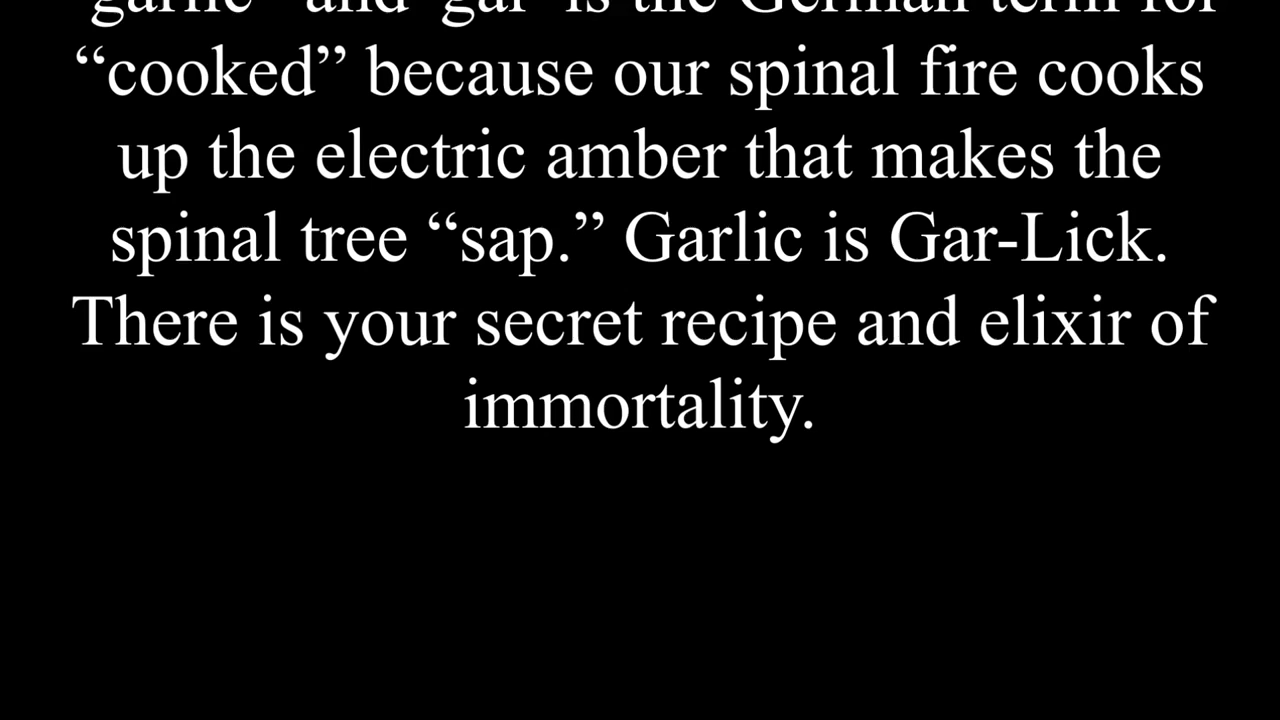 garlic" and "gar" is the German term for
“cooked” because our spinal fire cooks
up the electric amber that makes the
spinal tree “sap.” Garlic is Gar-Lick.
There is your secret recipe and elixir of
immortality.